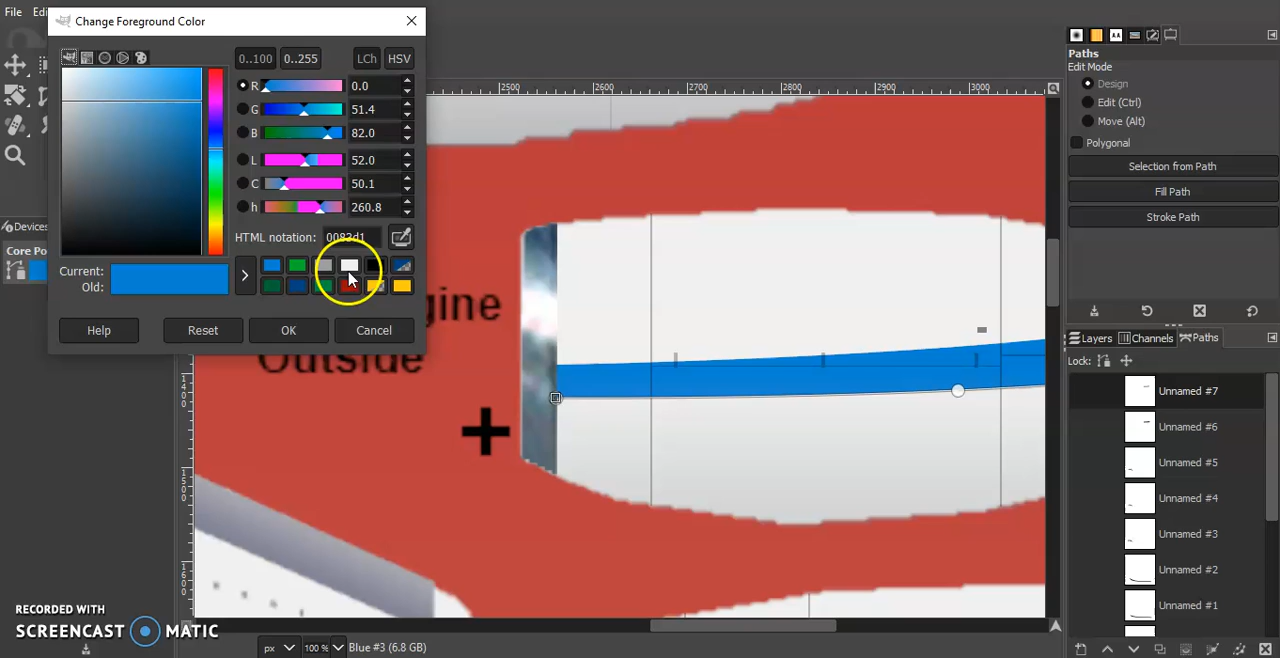 File
Edi
Change Foreground Color
0..100
0..255
LCh
HSV
R
0.0
G
51.4
B
82.0
L
52.0
C
50.1
h
260.8
HTML notation:
0083d1
Current:
Old:
Help
Reset
OK
Cancel
Devices
Core Po
2500
2600
2700
2800
2900
3000
1400
1500
1600
gine
Outside
+
Paths
Edit Mode
Design
Edit (Ctrl)
Move (Alt)
Polygonal
Selection from Path
Fill Path
Stroke Path
Layers
Channels
Paths
Lock:
Unnamed #7
Unnamed #6
Unnamed #5
Unnamed #4
Unnamed #3
Unnamed #2
Unnamed #1
RECORDED WITH
SCREENCAST MATIC
px
100 %
Blue #3 (6.8 GB)